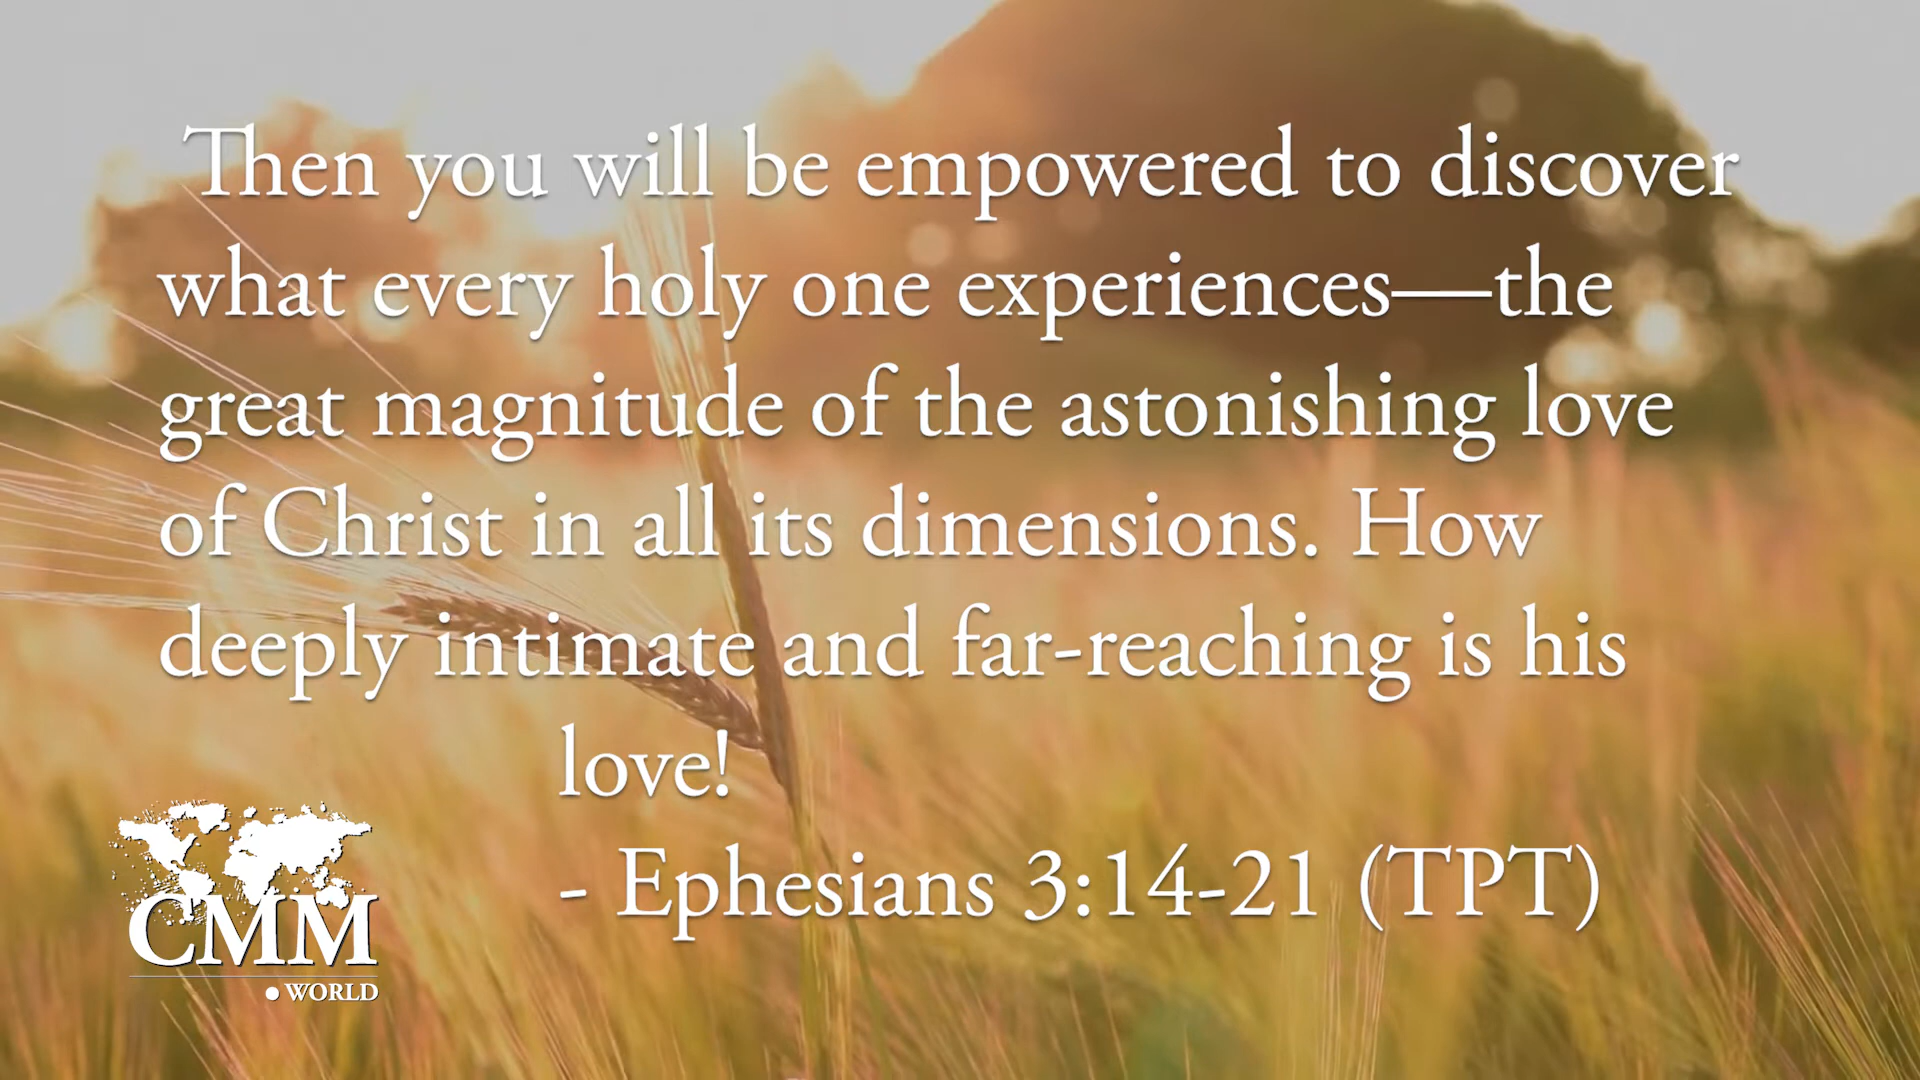 Then you will be empowered to discover
what every holy one experiences—the
great magnitude of the astonishing love
of Christ in all its dimensions. How
deeply intimate and far-reaching is his
love!
- Ephesians 3:14-21 (TPT)
CMM
•WORLD